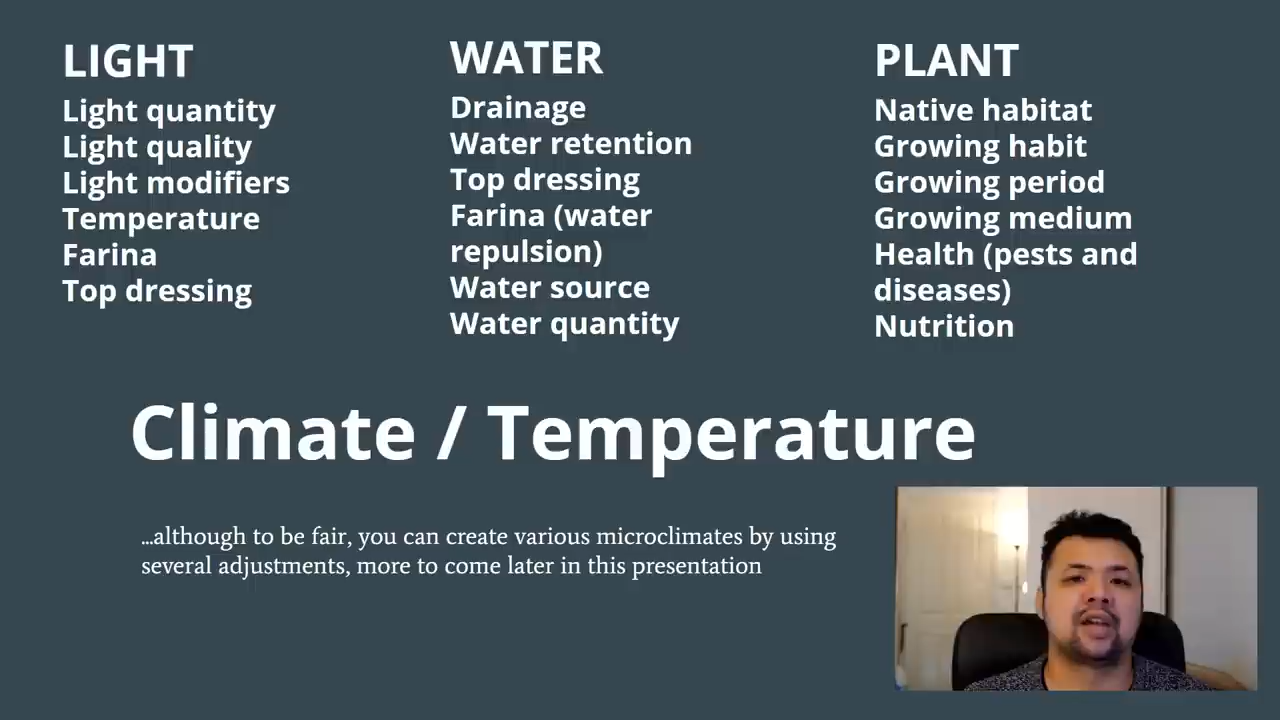 LIGHT
Light quantity
Light quality
Light modifiers
Temperature
Farina
Top dressing
WATER
Drainage
Water retention
Top dressing
Farina (water
repulsion)
Water source
Water quantity
PLANT
Native habitat
Growing habit
Growing period
Growing medium
Health (pests and
diseases)
Nutrition
Climate / Temperature
...although to be fair, you can create various microclimates by using
several adjustments, more to come later in this presentation